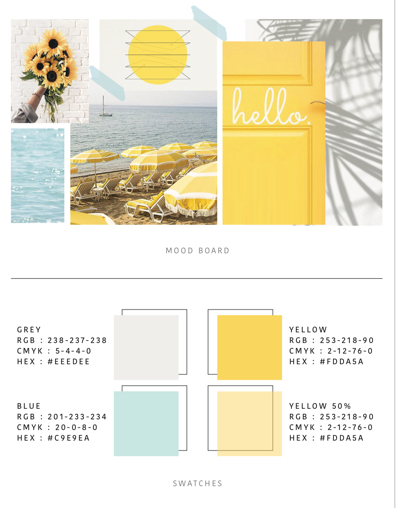 hello.
MOOD BOARD
GREY
RGB : 238-237-238
CMYK : 5-4-4-0
HEX : #EEEDEE
YELLOW
RGB : 253-218-90
CMYK : 2-12-76-0
HEX : #FDDA5A
BLUE
RGB : 201-233-234
CMYK : 20-0-8-0
HEX : #C9E9EA
YELLOW 50%
RGB : 253-218-90
CMYK : 2-12-76-0
HEX : #FDDA5A
SWATCHES